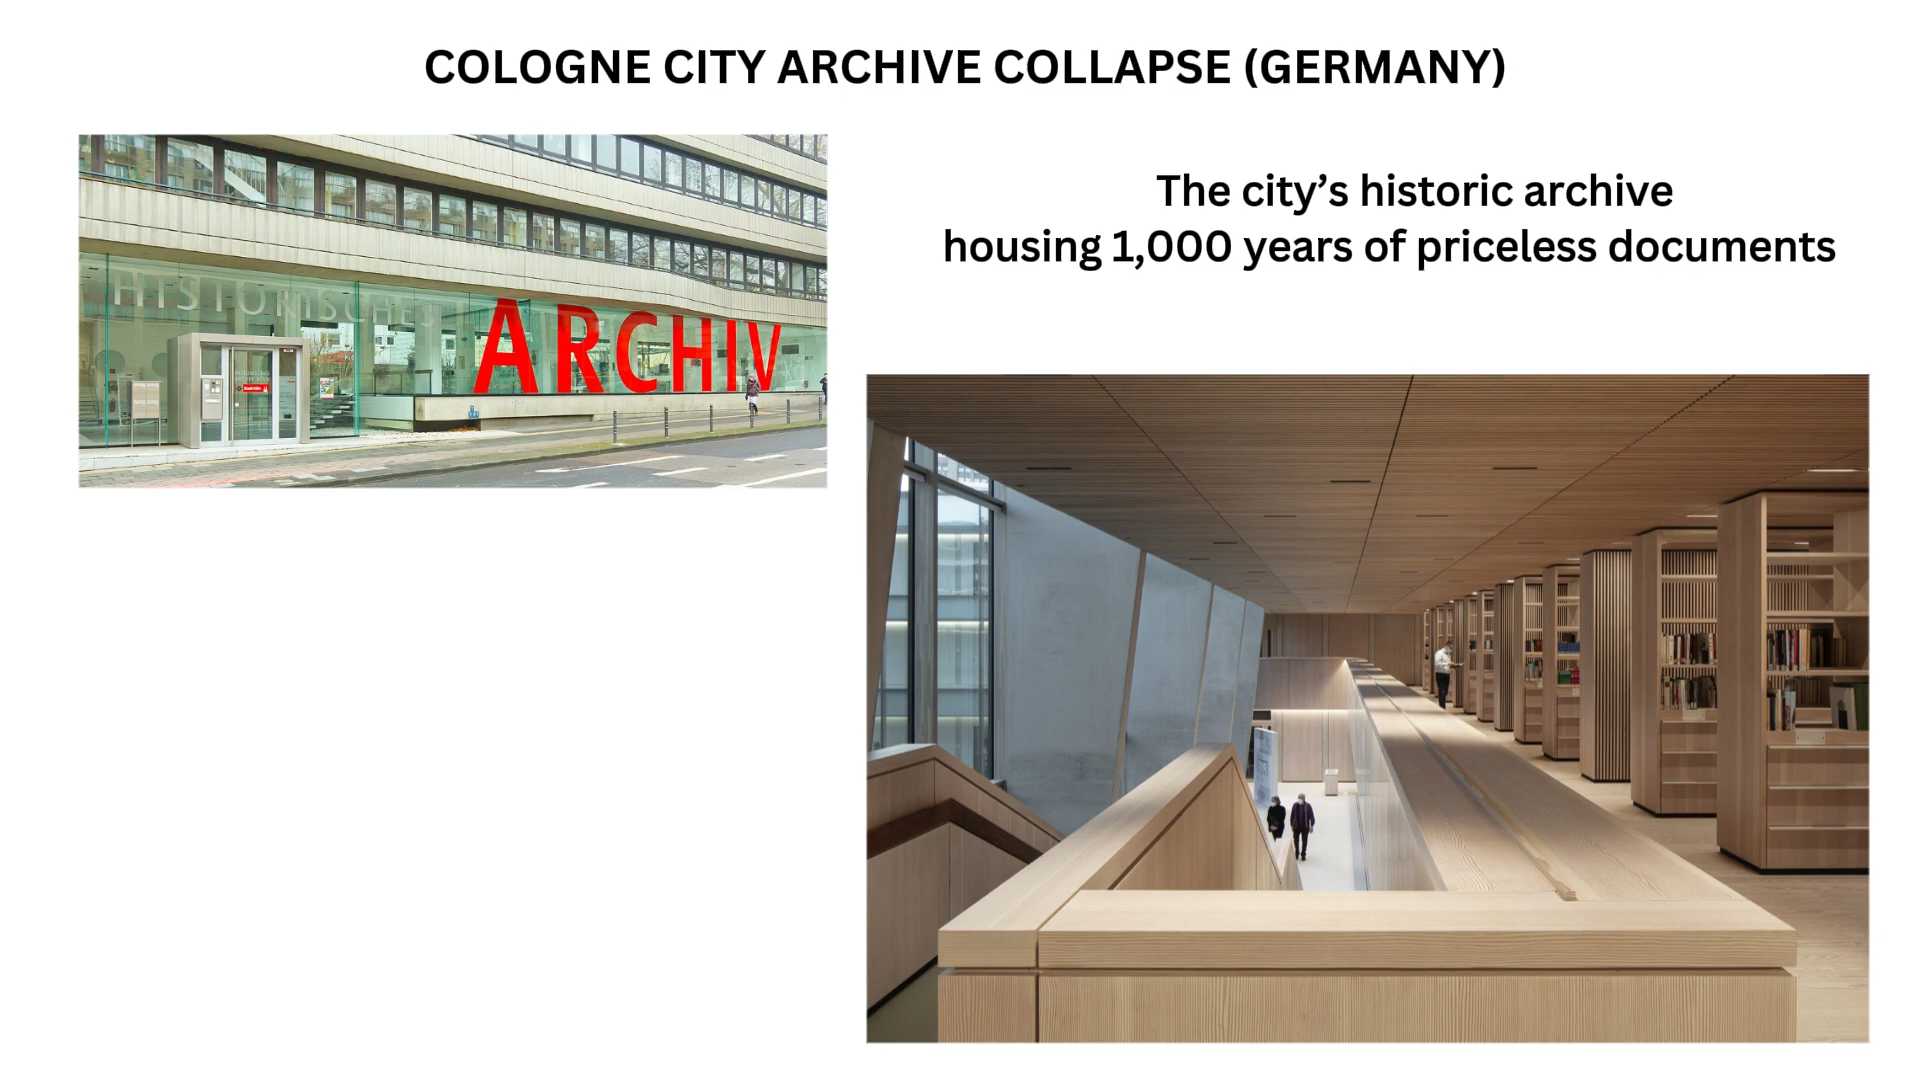 COLOGNE CITY ARCHIVE COLLAPSE (GERMANY)
The city’s historic archive
housing 1,000 years of priceless documents
HISTORISCHES
ARCHIV